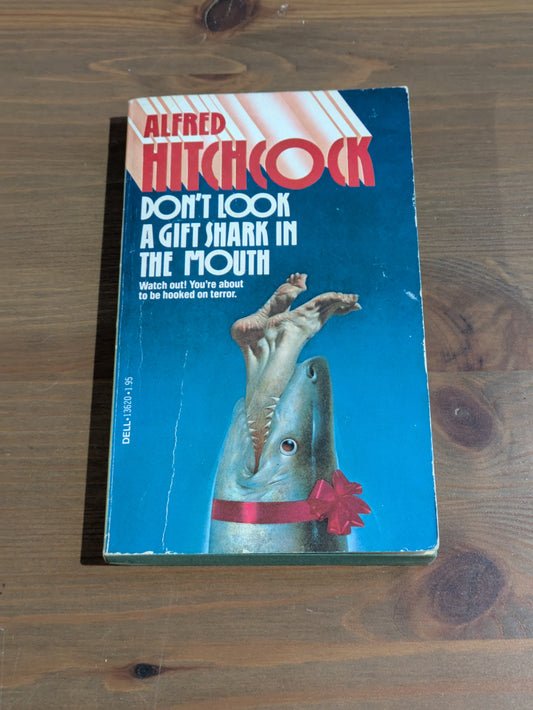 ALFRED
HITCHCOCK
DON'T LOOK
A GIFT SHARK IN
THE MOUTH
Watch out! You're about
to be hooked on terror.
DELL • 13620 • 1.95